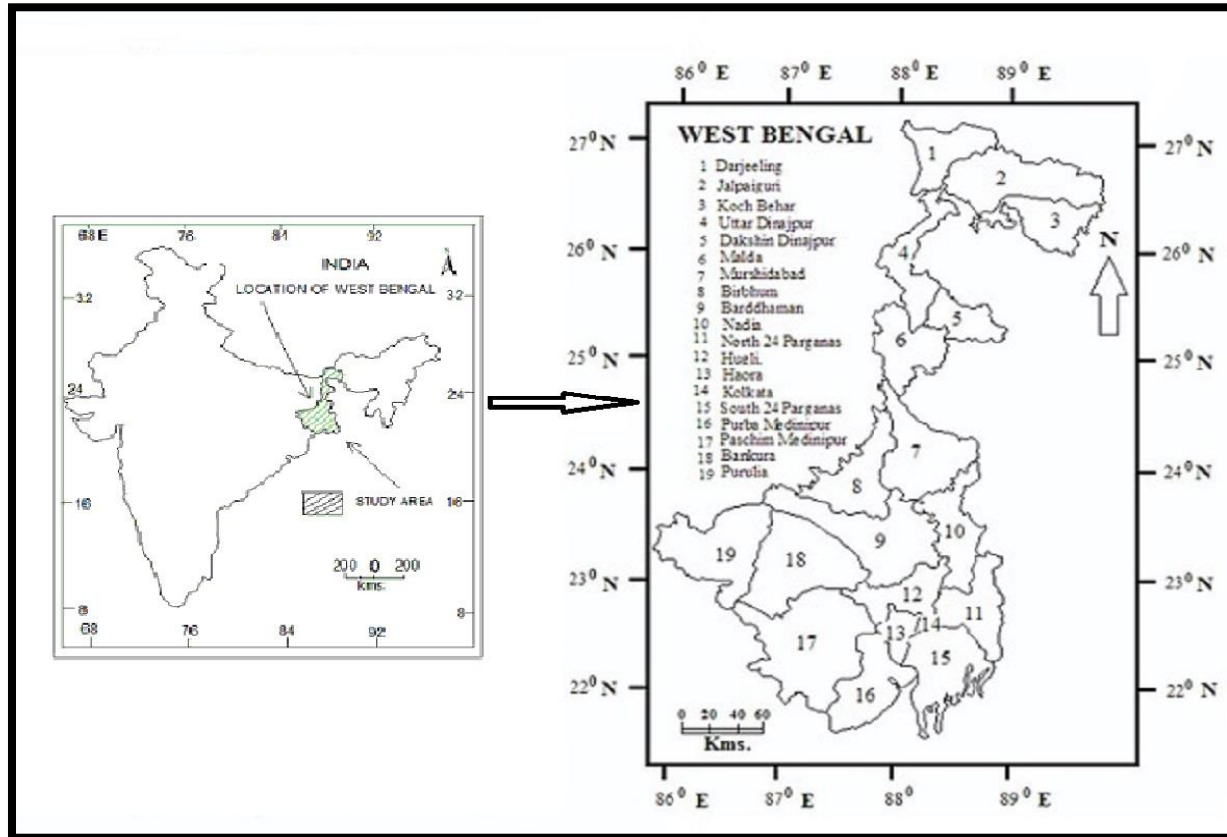 68 E 76 84 92
INDIA
LOCATION OF WEST BENGAL
32 32
24 24
STUDY AREA
16 16
200 0 200
kms.
8 8
68 76 84 92
86⁰ E 87⁰ E 88⁰ E 89⁰ E
WEST BENGAL
1 Darjeeling
2 Jalpaiguri
3 Koch Behar
4 Uttar Dinajpur
5 Dakshin Dinajpur
6 Malda
7 Murshidabad
8 Birbhum
9 Barddhaman
10 Nadia
11 North 24 Parganas
12 Hugli.
13 Haora
14 Kolkata
15 South 24 Parganas
16 Purba Medinipur
17 Paschim Medinipur
18 Bankura
19 Purulia
27⁰ N 27⁰ N
26⁰ N 26⁰ N
25⁰ N 25⁰ N
24⁰ N 24⁰ N
23⁰ N 23⁰ N
22⁰ N 22⁰ N
N
1
2
3
4
5
6
7
8
9
10
19
18
12
11
14
13
17
15
16
0 20 40 60
Kms.
86⁰ E 87⁰ E 88⁰ E 89⁰ E